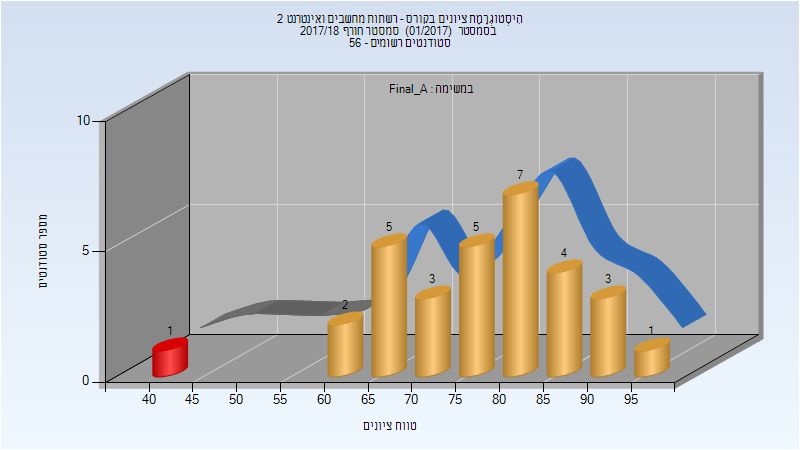 היסטוגרמת ציונים בקורס - רשתות מחשבים ואינטרנט 2
בסמסטר (01/2017) סמסטר חורף 2017/18
סטודנטים רשומים - 56
במשימה : Final_A
מספר סטודנטים
10
5
0
1
2
5
3
5
7
4
3
1
40 45 50 55 60 65 70 75 80 85 90 95
טווח ציונים